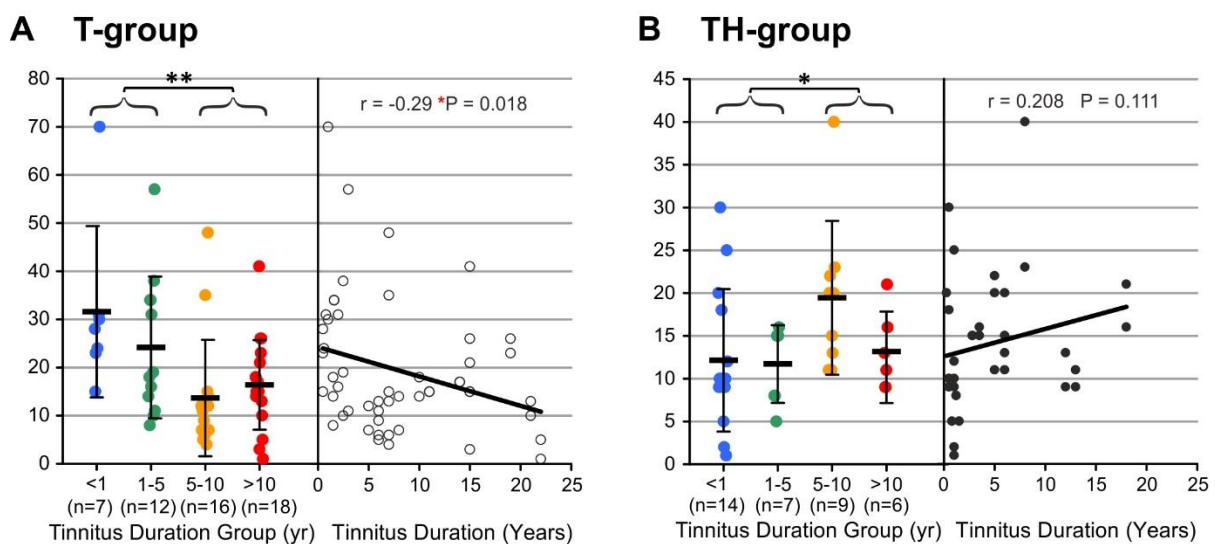 A T-group
**
r = -0.29 *P = 0.018
80
70
60
50
40
30
20
10
0
<1 1-5 5-10 >10
(n=7) (n=12) (n=16) (n=18)
Tinnitus Duration Group (yr)
0 5 10 15 20 25
Tinnitus Duration (Years)
B TH-group
*
r = 0.208 P = 0.111
45
40
35
30
25
20
15
10
5
0
<1 1-5 5-10 >10
(n=14) (n=7) (n=9) (n=6)
Tinnitus Duration Group (yr)
0 5 10 15 20 25
Tinnitus Duration (Years)